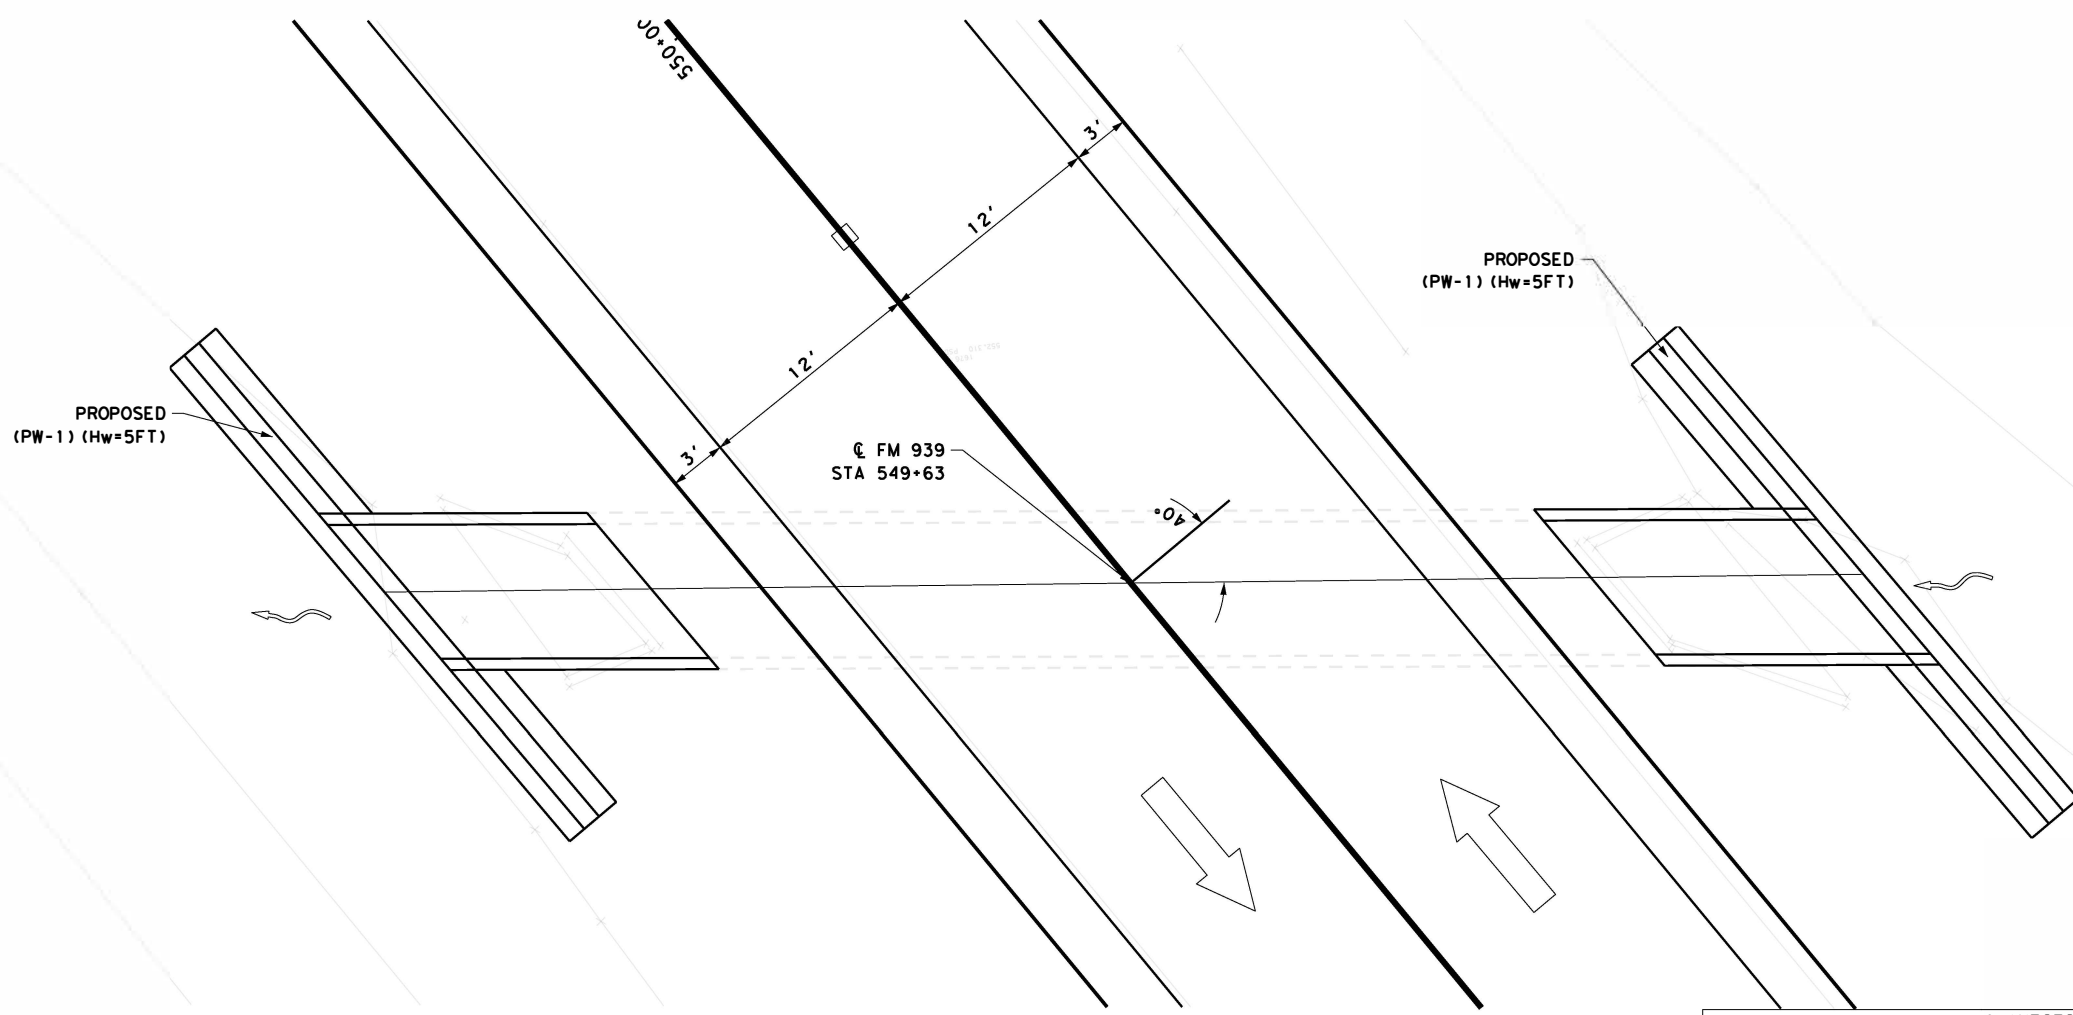 550+00
3'
12'
PROPOSED
(PW-1) (Hw=5FT)
12'
PROPOSED
(PW-1) (Hw=5FT)
3'
℄ FM 939
STA 549+63
40°